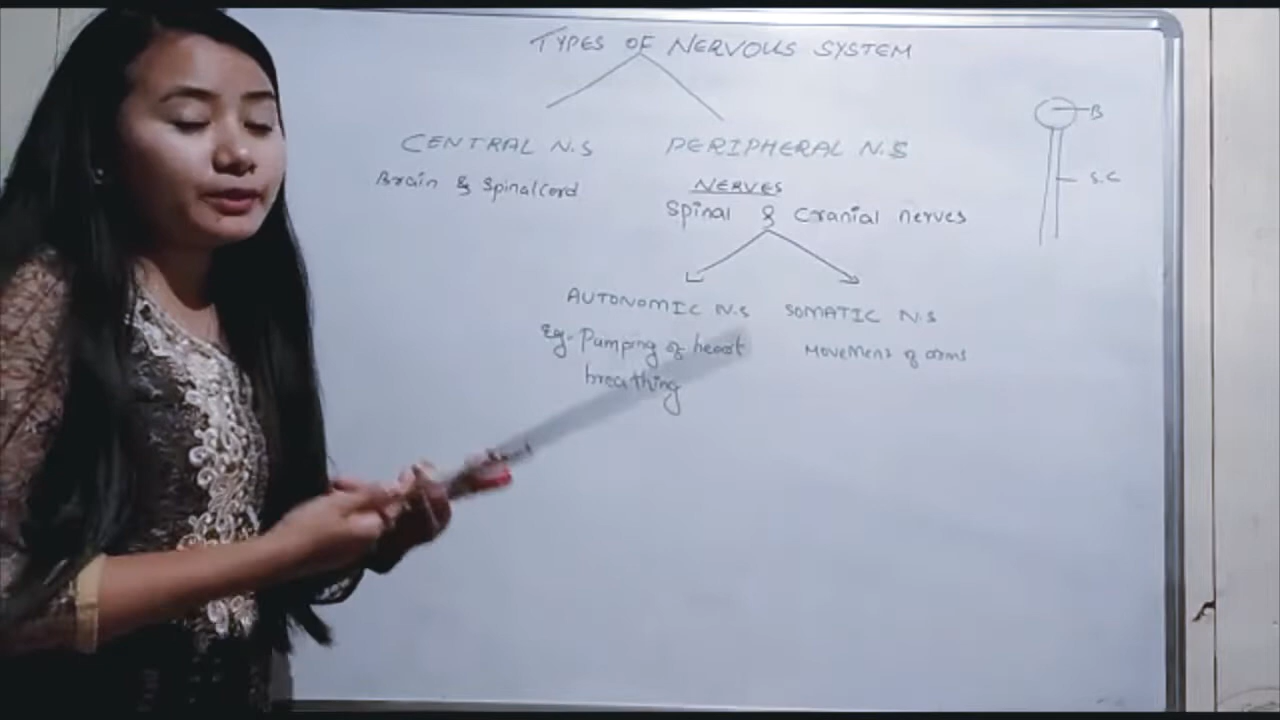 TYPES OF NERVOUS SYSTEM
CENTRAL N.S
Brain & Spinal Cord
PERIPHERAL N.S
NERVES
Spinal & Cranial nerves
AUTONOMIC N.S
Eg. Pumping of heart
breathing
SOMATIC N.S
Movement of arms
B
S.C